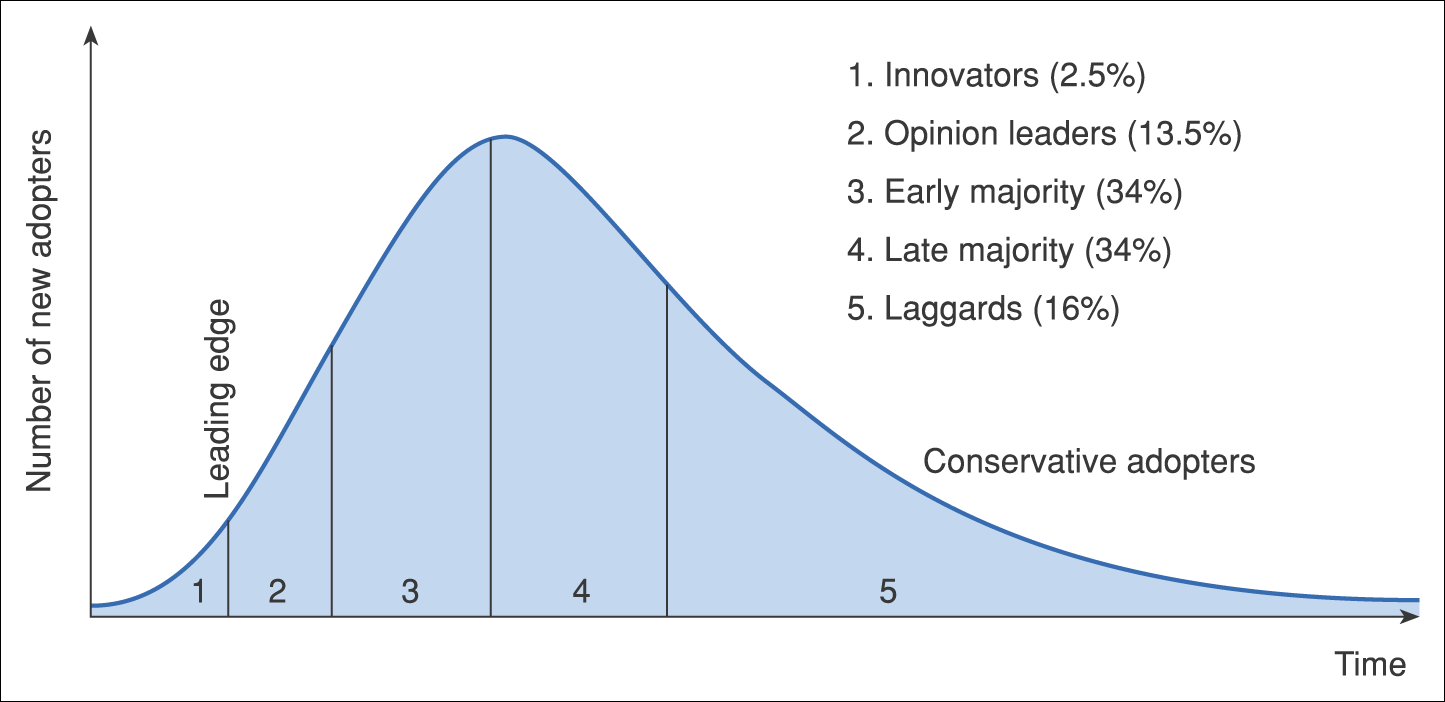 Number of new adopters
Leading edge
1. Innovators (2.5%)
2. Opinion leaders (13.5%)
3. Early majority (34%)
4. Late majority (34%)
5. Laggards (16%)
Conservative adopters
1
2
3
4
5
Time